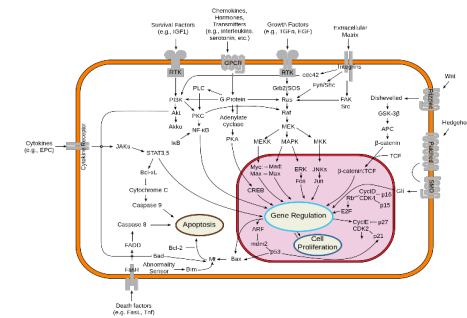 Survival Factors
(e.g., IGF1)
Chemokines,
Hormones,
Transmitters
(e.g., interleukins,
serotonin, etc.)
Growth Factors
(e.g., TGFα, EGF)
Extracellular
Matrix
RTK
GPCR
RTK
cdc42
Integrins
Wnt
PLC
Grb2/SOS
Fyn/Shc
PI3K
G Protein
Ras
FAK
Src
Dishevelled
Frizzled
Akt
PKC
Adenylate
cyclase
Raf
GSK-3β
Hedgehog
Akkα
NF-κB
MEK
APC
IκB
PKA
MEKK
MAPK
MKK
β-catenin
Patched
Cytokines
(e.g., EPC)
Cytokine Receptor
JAKs
STAT3,5
TCF
Bcl-xL
Myc
Mad
Max
Max
ERK
Fos
JNKs
Jun
β-catenin:TCF
SMO
Cytochrome C
CREB
Gli
CycID
p16
Rb
CDK4
p15
Caspase 9
Gene Regulation
E2F
Caspase 8
Apoptosis
ARF
CycIE
p27
CDK2
FADD
mdm2
Cell
Proliferation
p21
Bcl-2
p53
Bad
Abnormality
Sensor
Mt
Bax
FasR
Bim
Death factors
(e.g. FasL, Tnf)